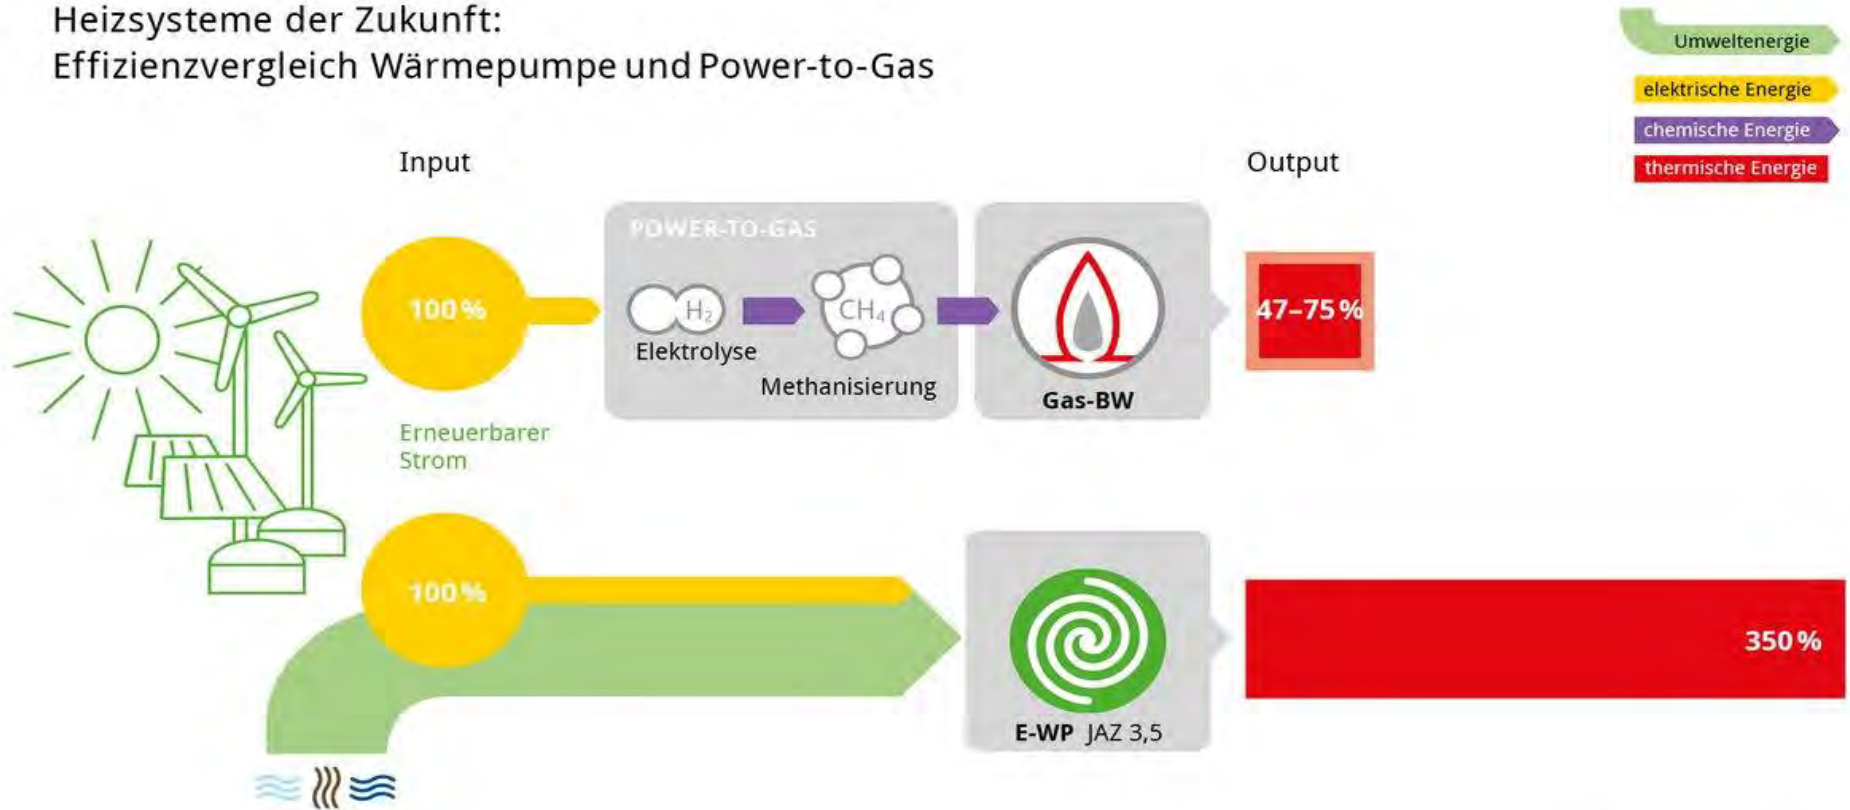 Heizsysteme der Zukunft:
Effizienzvergleich Wärmepumpe und Power-to-Gas
Umweltenergie
elektrische Energie
chemische Energie
thermische Energie
Input
Output
POWER-TO-GAS
100%
H2
CH4
47–75%
Elektrolyse
Methanisierung
Gas-BW
Erneuerbarer
Strom
100%
350%
E-WP JAZ 3,5